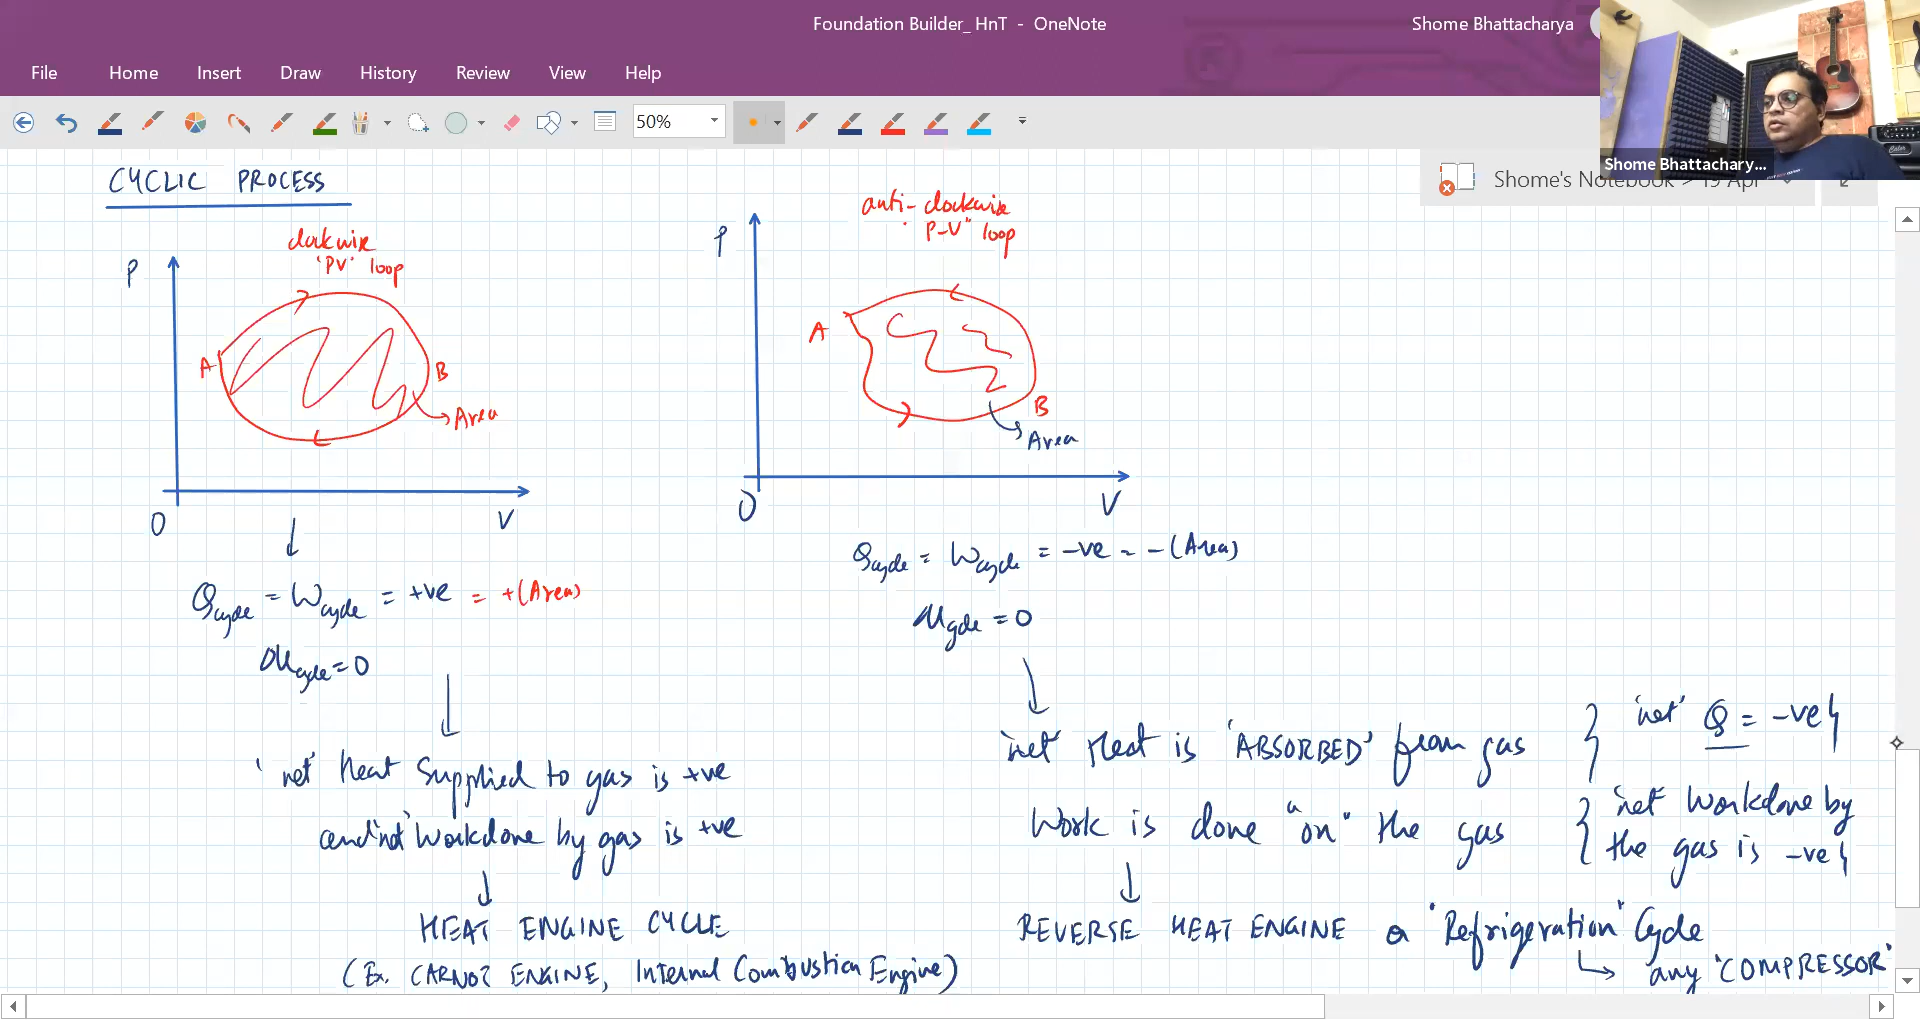 Foundation Builder_ HnT - OneNote
Shome Bhattacharya
File Home Insert Draw History Review View Help
50%
Shome Bhattachary...
Shome's Notebook > 19 Apr
CYCLIC PROCESS
clockwise
'PV' loop
P
A
B
Area
O
V
Qcycle = Wcycle = +ve = +(Area)
ΔUcycle = 0
'net' Heat Supplied to gas is +ve
and 'net' Workdone by gas is +ve
HEAT ENGINE CYCLE
(Ex. CARNOT ENGINE, Internal Combustion Engine)
anti-clockwise
"P-V" loop
P
A
B
Area
O
V
Qcycle = Wcycle = -ve = -(Area)
ΔUcycle = 0
'net' Heat is 'ABSORBED' from gas } 'net' Q = -ve
Work is done "on" the gas } 'net' workdone by
the gas is -ve
REVERSE HEAT ENGINE or "Refrigeration" Cycle
any 'COMPRESSOR'